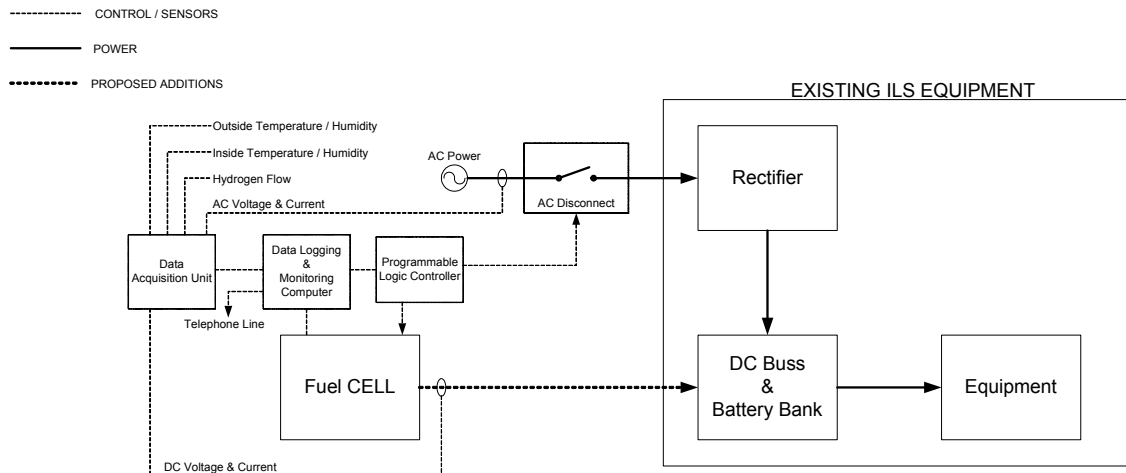 CONTROL / SENSORS
POWER
PROPOSED ADDITIONS
EXISTING ILS EQUIPMENT
Outside Temperature / Humidity
Inside Temperature / Humidity
Hydrogen Flow
AC Voltage & Current
AC Power
AC Disconnect
Rectifier
Data
Acquisition Unit
Data Logging
&
Monitoring
Computer
Programmable
Logic Controller
Telephone Line
Fuel CELL
DC Buss
&
Battery Bank
Equipment
DC Voltage & Current